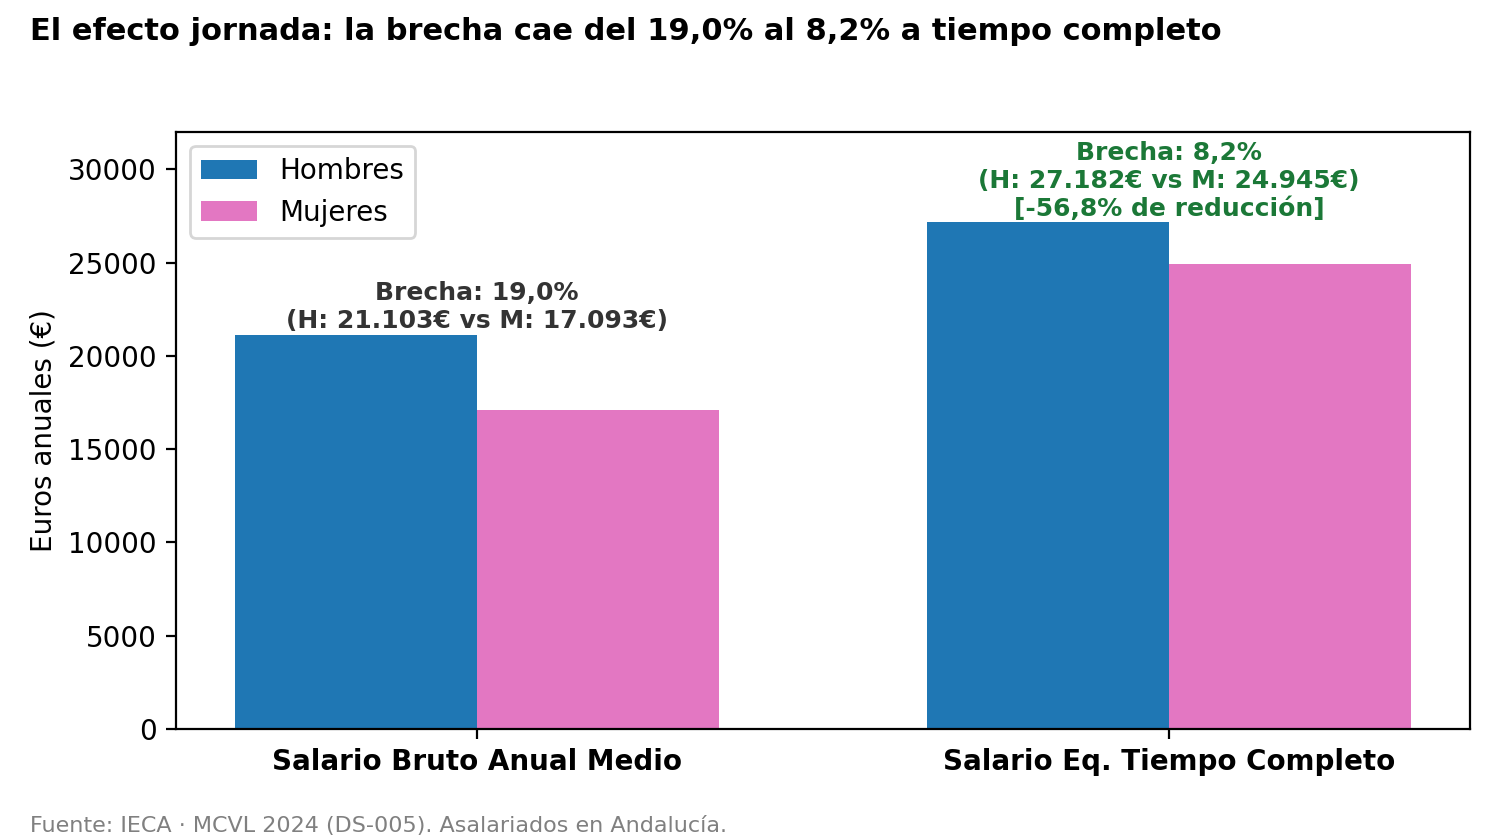 El efecto jornada: la brecha cae del 19,0% al 8,2% a tiempo completo
Hombres
Mujeres
Brecha: 8,2%
(H: 27.182€ vs M: 24.945€)
[-56,8% de reducción]
Brecha: 19,0%
(H: 21.103€ vs M: 17.093€)
Euros anuales (€)
30000
25000
20000
15000
10000
5000
0
Salario Bruto Anual Medio
Salario Eq. Tiempo Completo
Fuente: IECA · MCVL 2024 (DS-005). Asalariados en Andalucía.